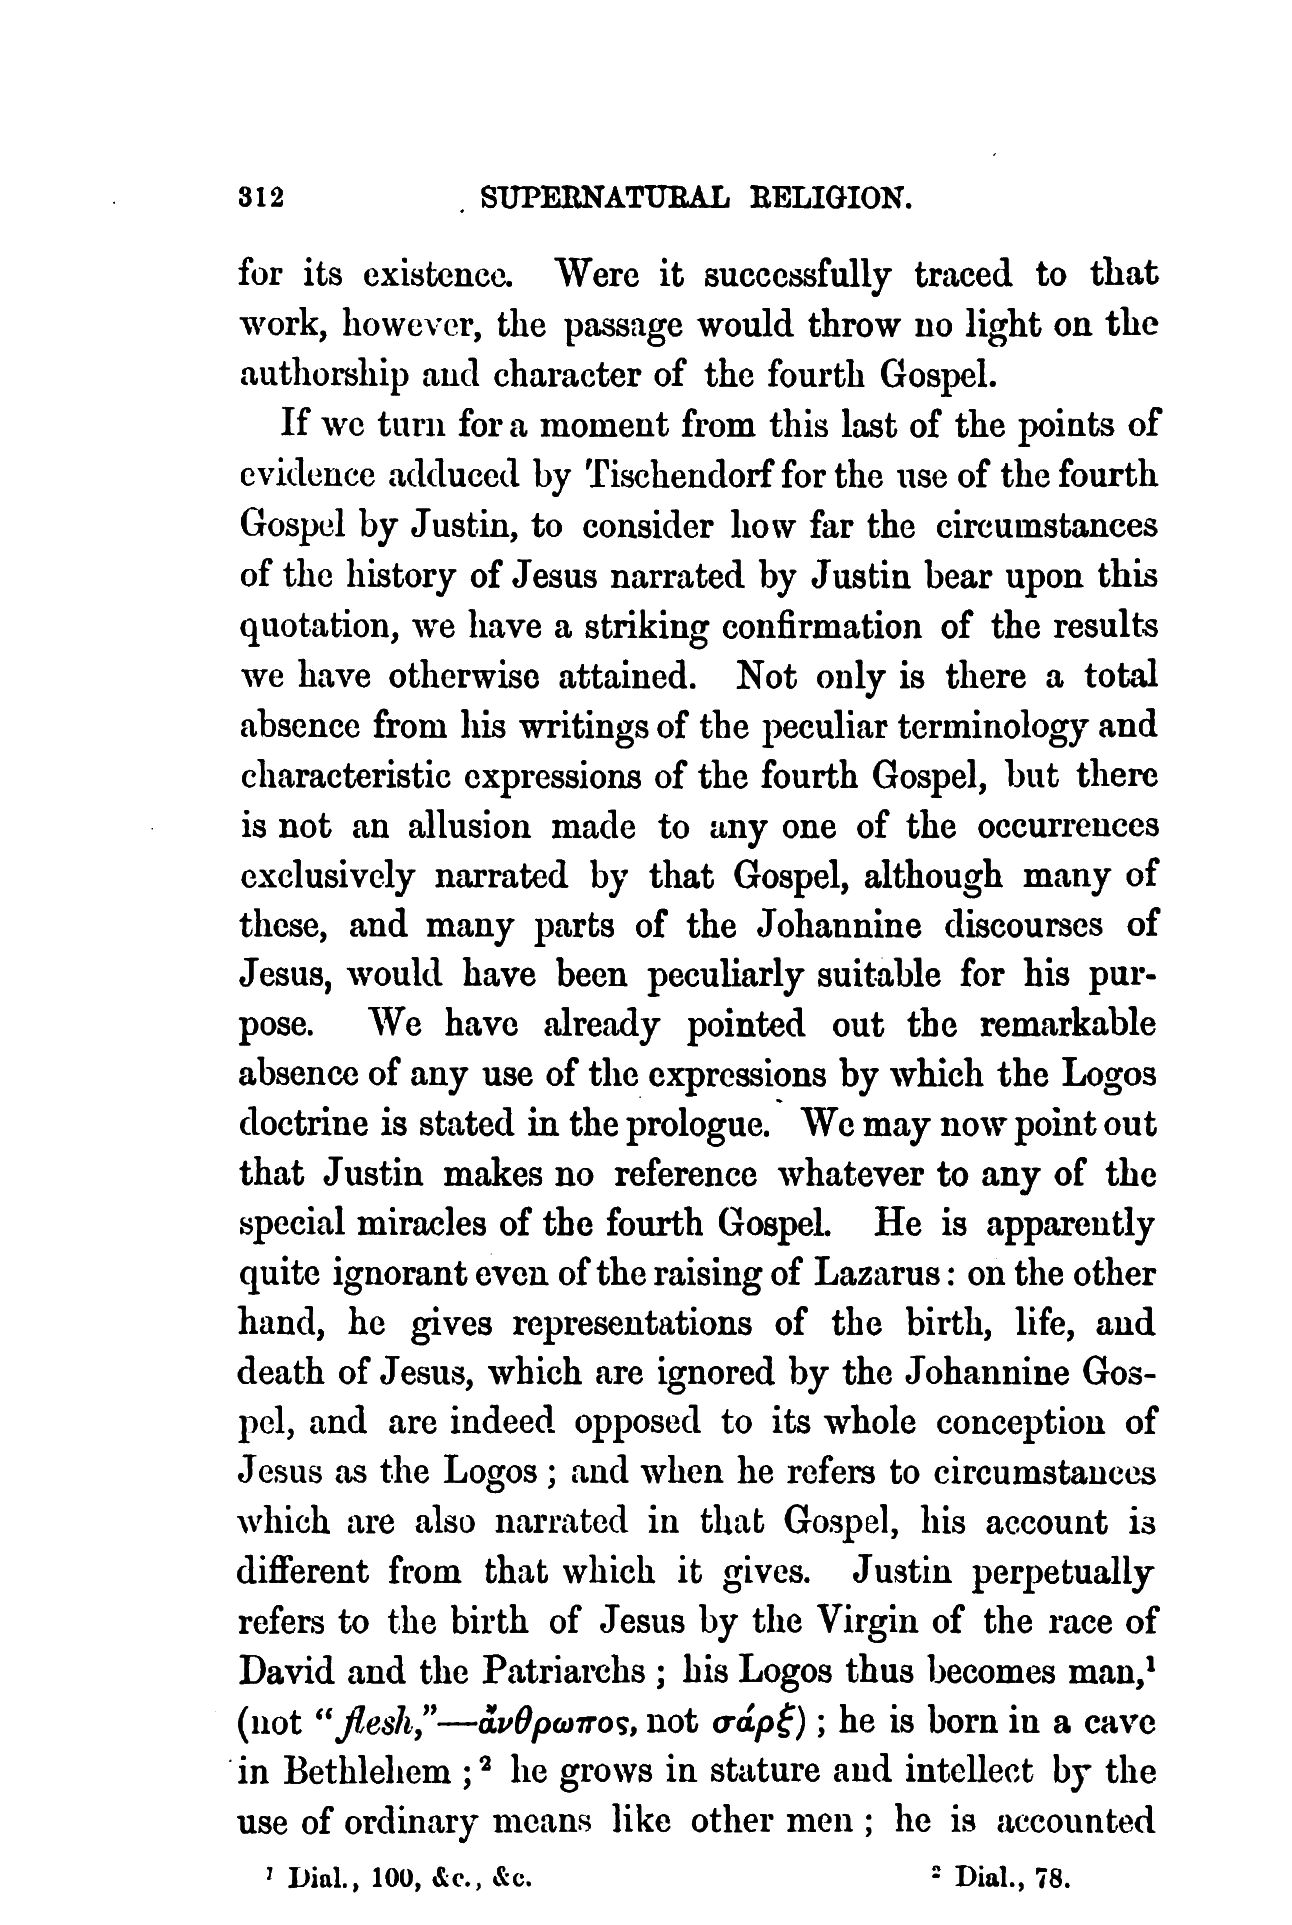 312 SUPERNATURAL RELIGION.
for its existence. Were it successfully traced to that
work, however, the passage would throw no light on the
authorship and character of the fourth Gospel.
If we turn for a moment from this last of the points of
evidence adduced by Tischendorf for the use of the fourth
Gospel by Justin, to consider how far the circumstances
of the history of Jesus narrated by Justin bear upon this
quotation, we have a striking confirmation of the results
we have otherwise attained. Not only is there a total
absence from his writings of the peculiar terminology and
characteristic expressions of the fourth Gospel, but there
is not an allusion made to any one of the occurrences
exclusively narrated by that Gospel, although many of
these, and many parts of the Johannine discourses of
Jesus, would have been peculiarly suitable for his pur-
pose. We have already pointed out the remarkable
absence of any use of the expressions by which the Logos
doctrine is stated in the prologue. We may now point out
that Justin makes no reference whatever to any of the
special miracles of the fourth Gospel. He is apparently
quite ignorant even of the raising of Lazarus: on the other
hand, he gives representations of the birth, life, and
death of Jesus, which are ignored by the Johannine Gos-
pel, and are indeed opposed to its whole conception of
Jesus as the Logos; and when he refers to circumstances
which are also narrated in that Gospel, his account is
different from that which it gives. Justin perpetually
refers to the birth of Jesus by the Virgin of the race of
David and the Patriarchs; his Logos thus becomes man,¹
(not "flesh,"—ἄνθρωπος, not σάρξ); he is born in a cave
in Bethlehem;² he grows in stature and intellect by the
use of ordinary means like other men; he is accounted
¹ Dial., 100, &c., &c. ² Dial., 78.